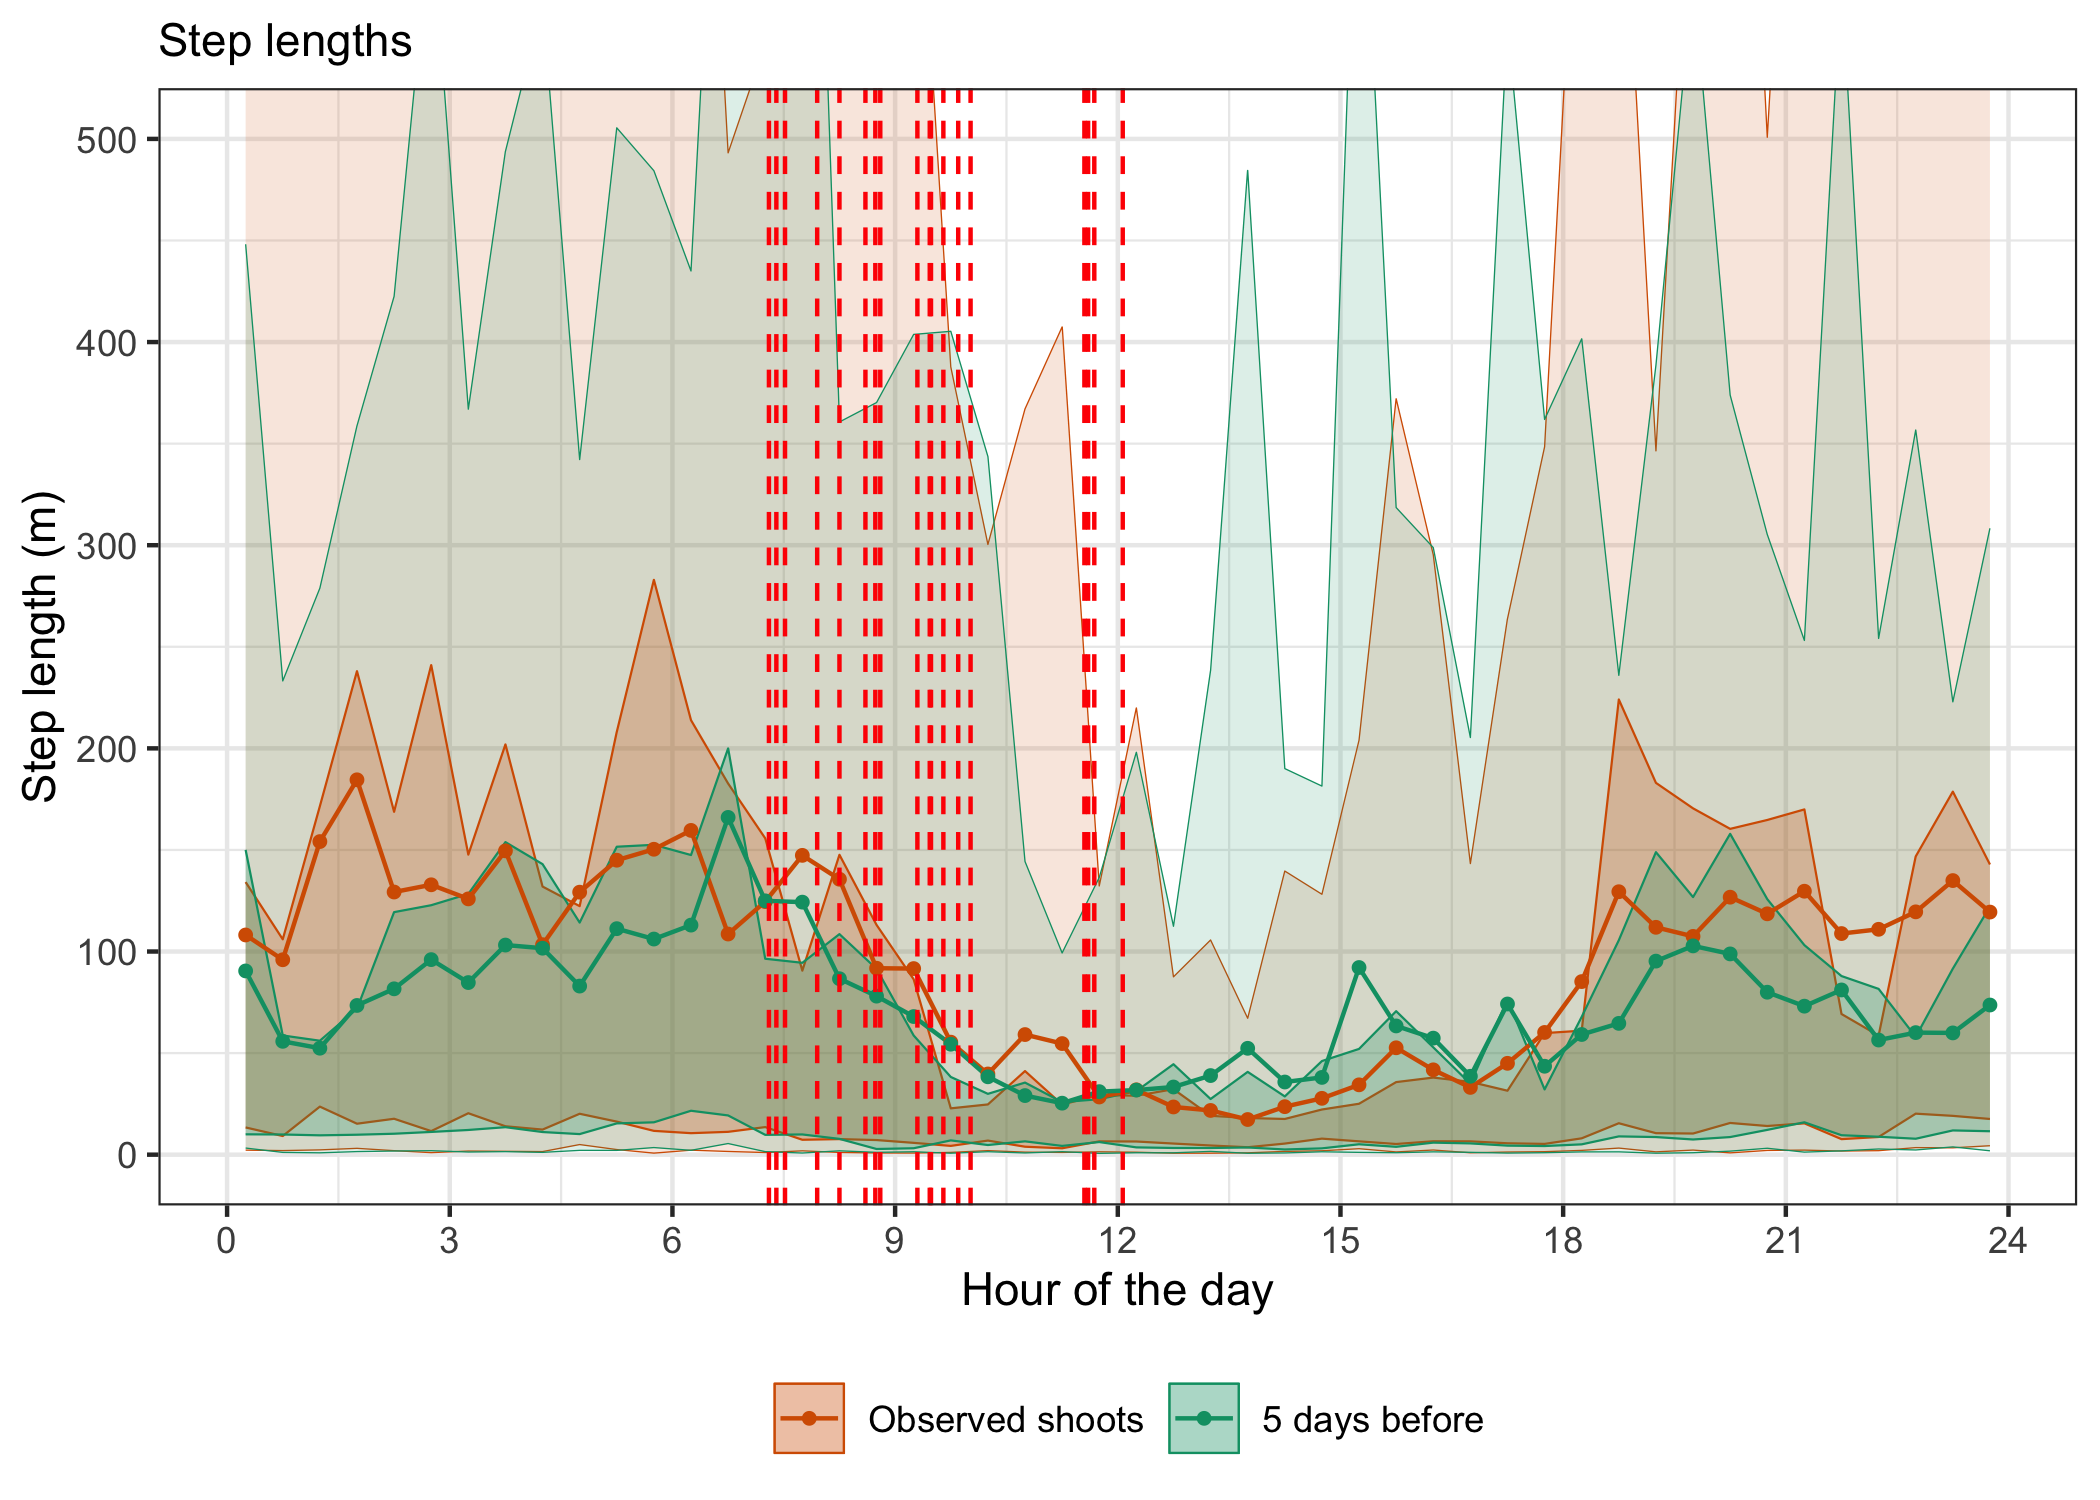 Step lengths
Step length (m)
500
400
300
200
100
0
0 3 6 9 12 15 18 21 24
Hour of the day
Observed shoots 5 days before